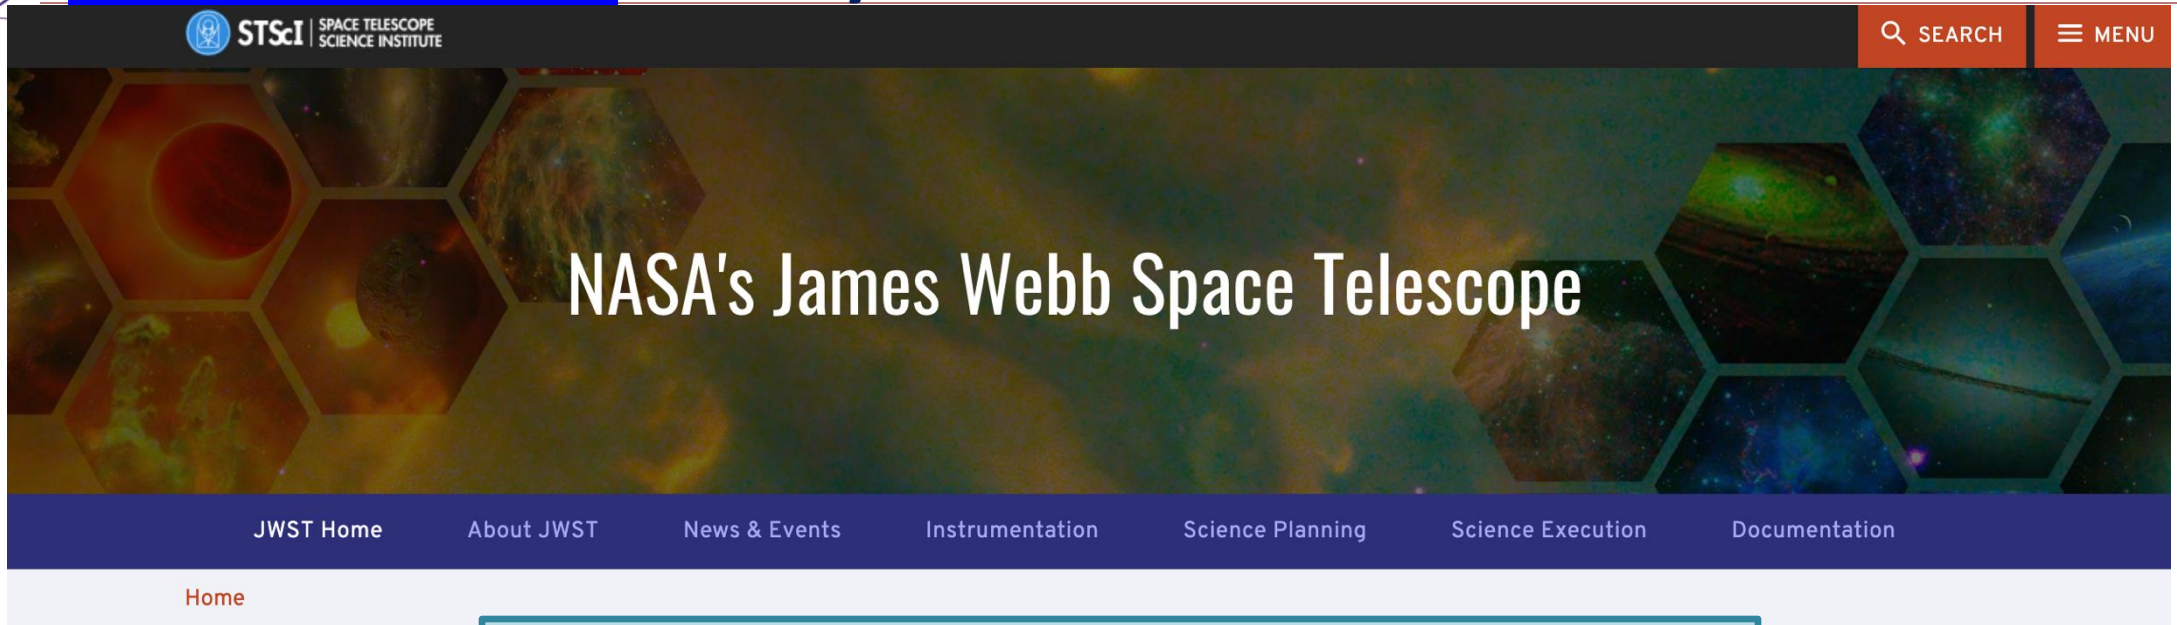 STScI | SPACE TELESCOPE
SCIENCE INSTITUTE
SEARCH
MENU
NASA's James Webb Space Telescope
JWST Home About JWST News & Events Instrumentation Science Planning Science Execution Documentation
Home